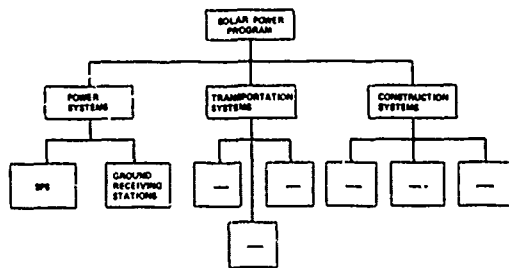 SOLAR POWER
PROGRAM
POWER
SYSTEMS
TRANSPORTATION
SYSTEMS
CONSTRUCTION
SYSTEMS
SPS
GROUND
RECEIVING
STATIONS